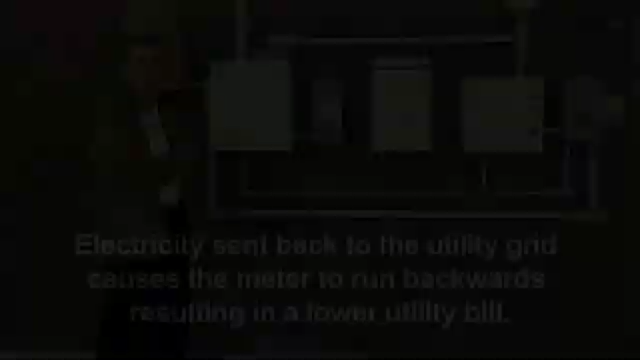 Electricity sent back to the utility grid
causes the meter to run backwards
resulting in a lower utility bill.